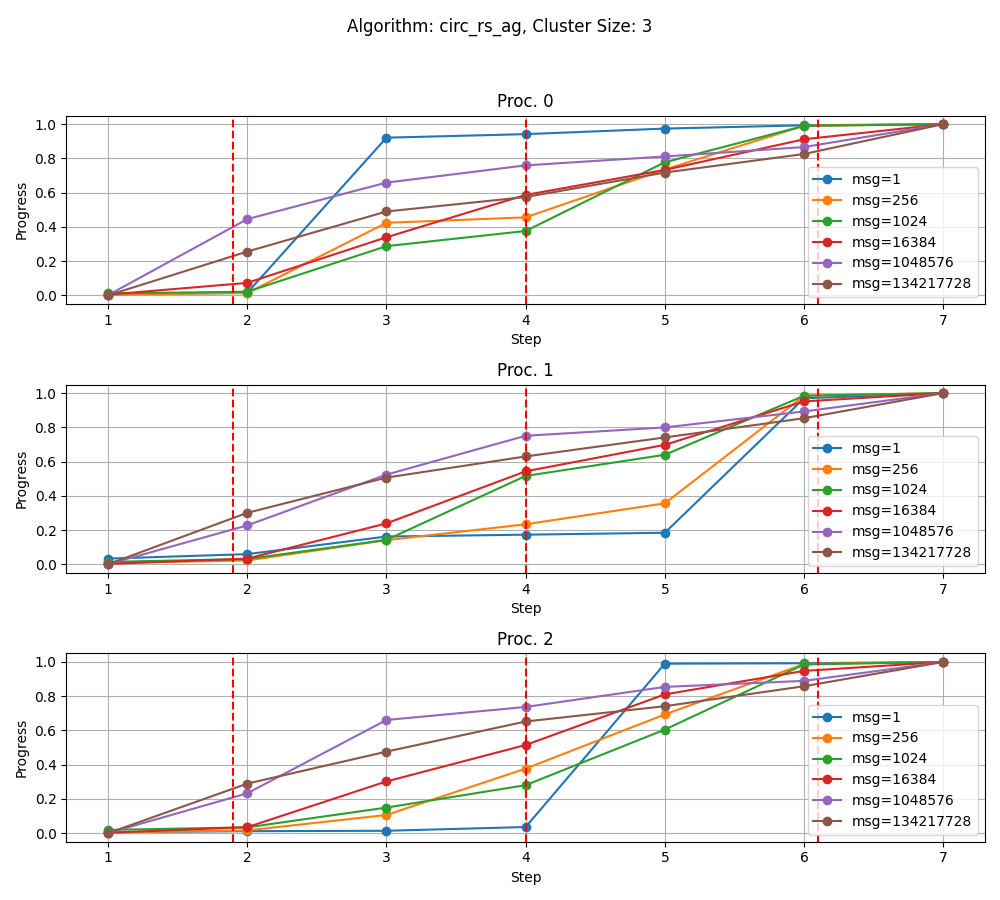 Algorithm: circ_rs_ag, Cluster Size: 3
Proc. 0
Progress
1.0
0.8
0.6
0.4
0.2
0.0
msg=1
msg=256
msg=1024
msg=16384
msg=1048576
msg=134217728
1 2 3 4 5 6 7
Step
Proc. 1
Progress
1.0
0.8
0.6
0.4
0.2
0.0
msg=1
msg=256
msg=1024
msg=16384
msg=1048576
msg=134217728
1 2 3 4 5 6 7
Step
Proc. 2
Progress
1.0
0.8
0.6
0.4
0.2
0.0
msg=1
msg=256
msg=1024
msg=16384
msg=1048576
msg=134217728
1 2 3 4 5 6 7
Step